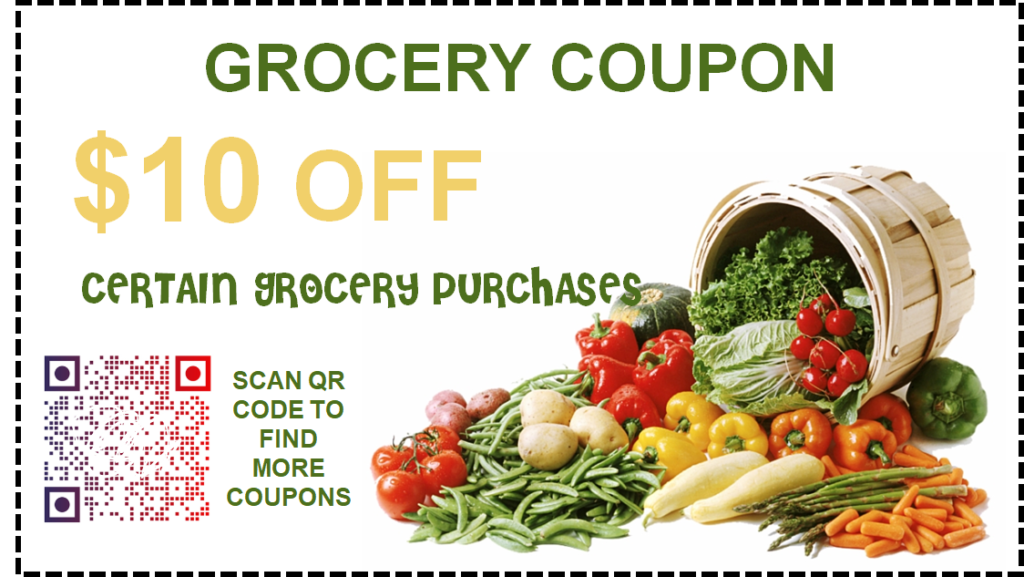 GROCERY COUPON
$10 OFF
certain grocery purchases
SCAN QR
CODE TO
FIND
MORE
COUPONS